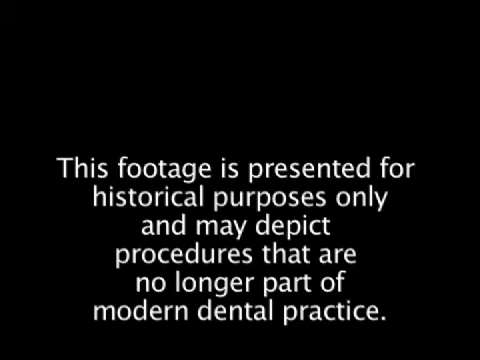 This footage is presented for
historical purposes only
and may depict
procedures that are
no longer part of
modern dental practice.